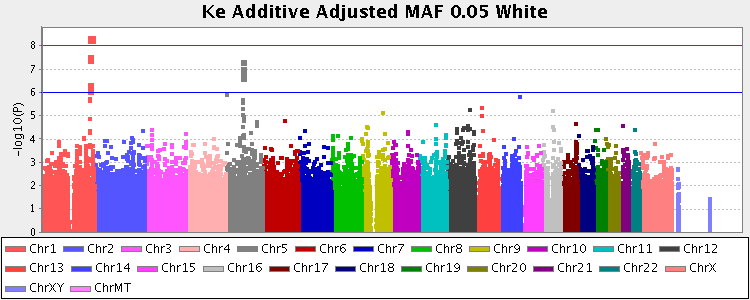 Ke Additive Adjusted MAF 0.05 White
8
7
6
5
4
3
2
1
0
-log10(P)
Chr1 Chr2 Chr3 Chr4 Chr5 Chr6 Chr7 Chr8 Chr9 Chr10 Chr11 Chr12
Chr13 Chr14 Chr15 Chr16 Chr17 Chr18 Chr19 Chr20 Chr21 Chr22 ChrX
ChrXY ChrMT